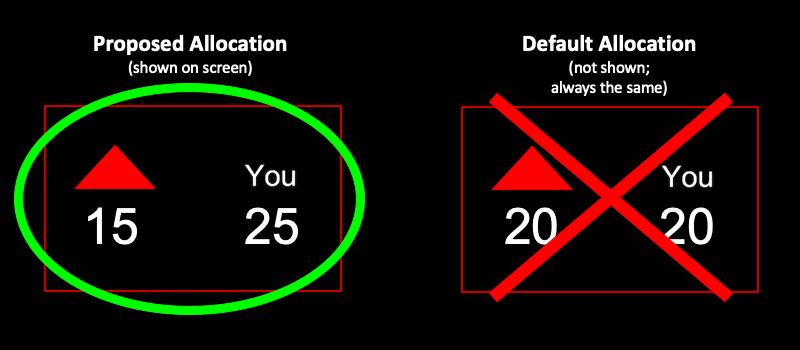 Proposed Allocation
(shown on screen)
You
15
25
Default Allocation
(not shown;
always the same)
You
20
20